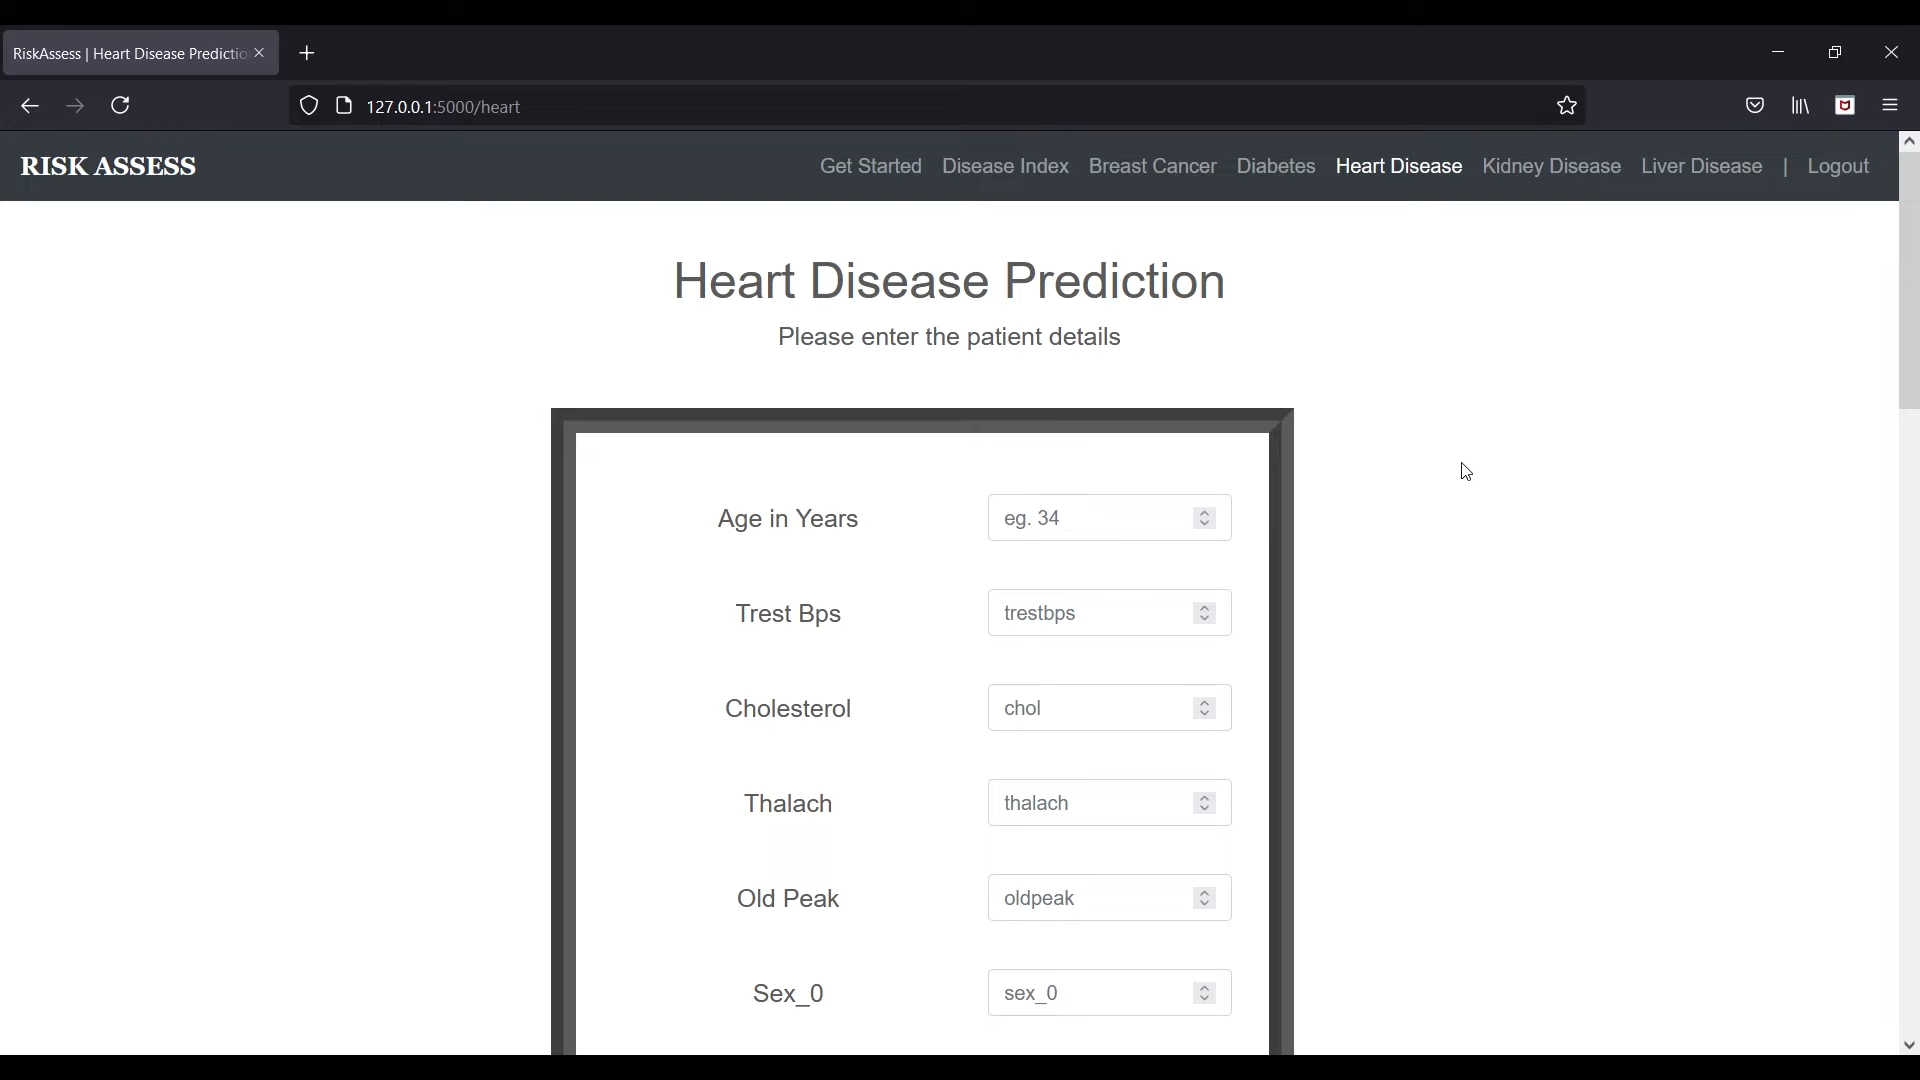 RiskAssess | Heart Disease Predictio
127.0.0.1:5000/heart
RISK ASSESS
Get Started Disease Index Breast Cancer Diabetes Heart Disease Kidney Disease Liver Disease | Logout
Heart Disease Prediction
Please enter the patient details
Age in Years eg. 34
Trest Bps trestbps
Cholesterol chol
Thalach thalach
Old Peak oldpeak
Sex_0 sex_0